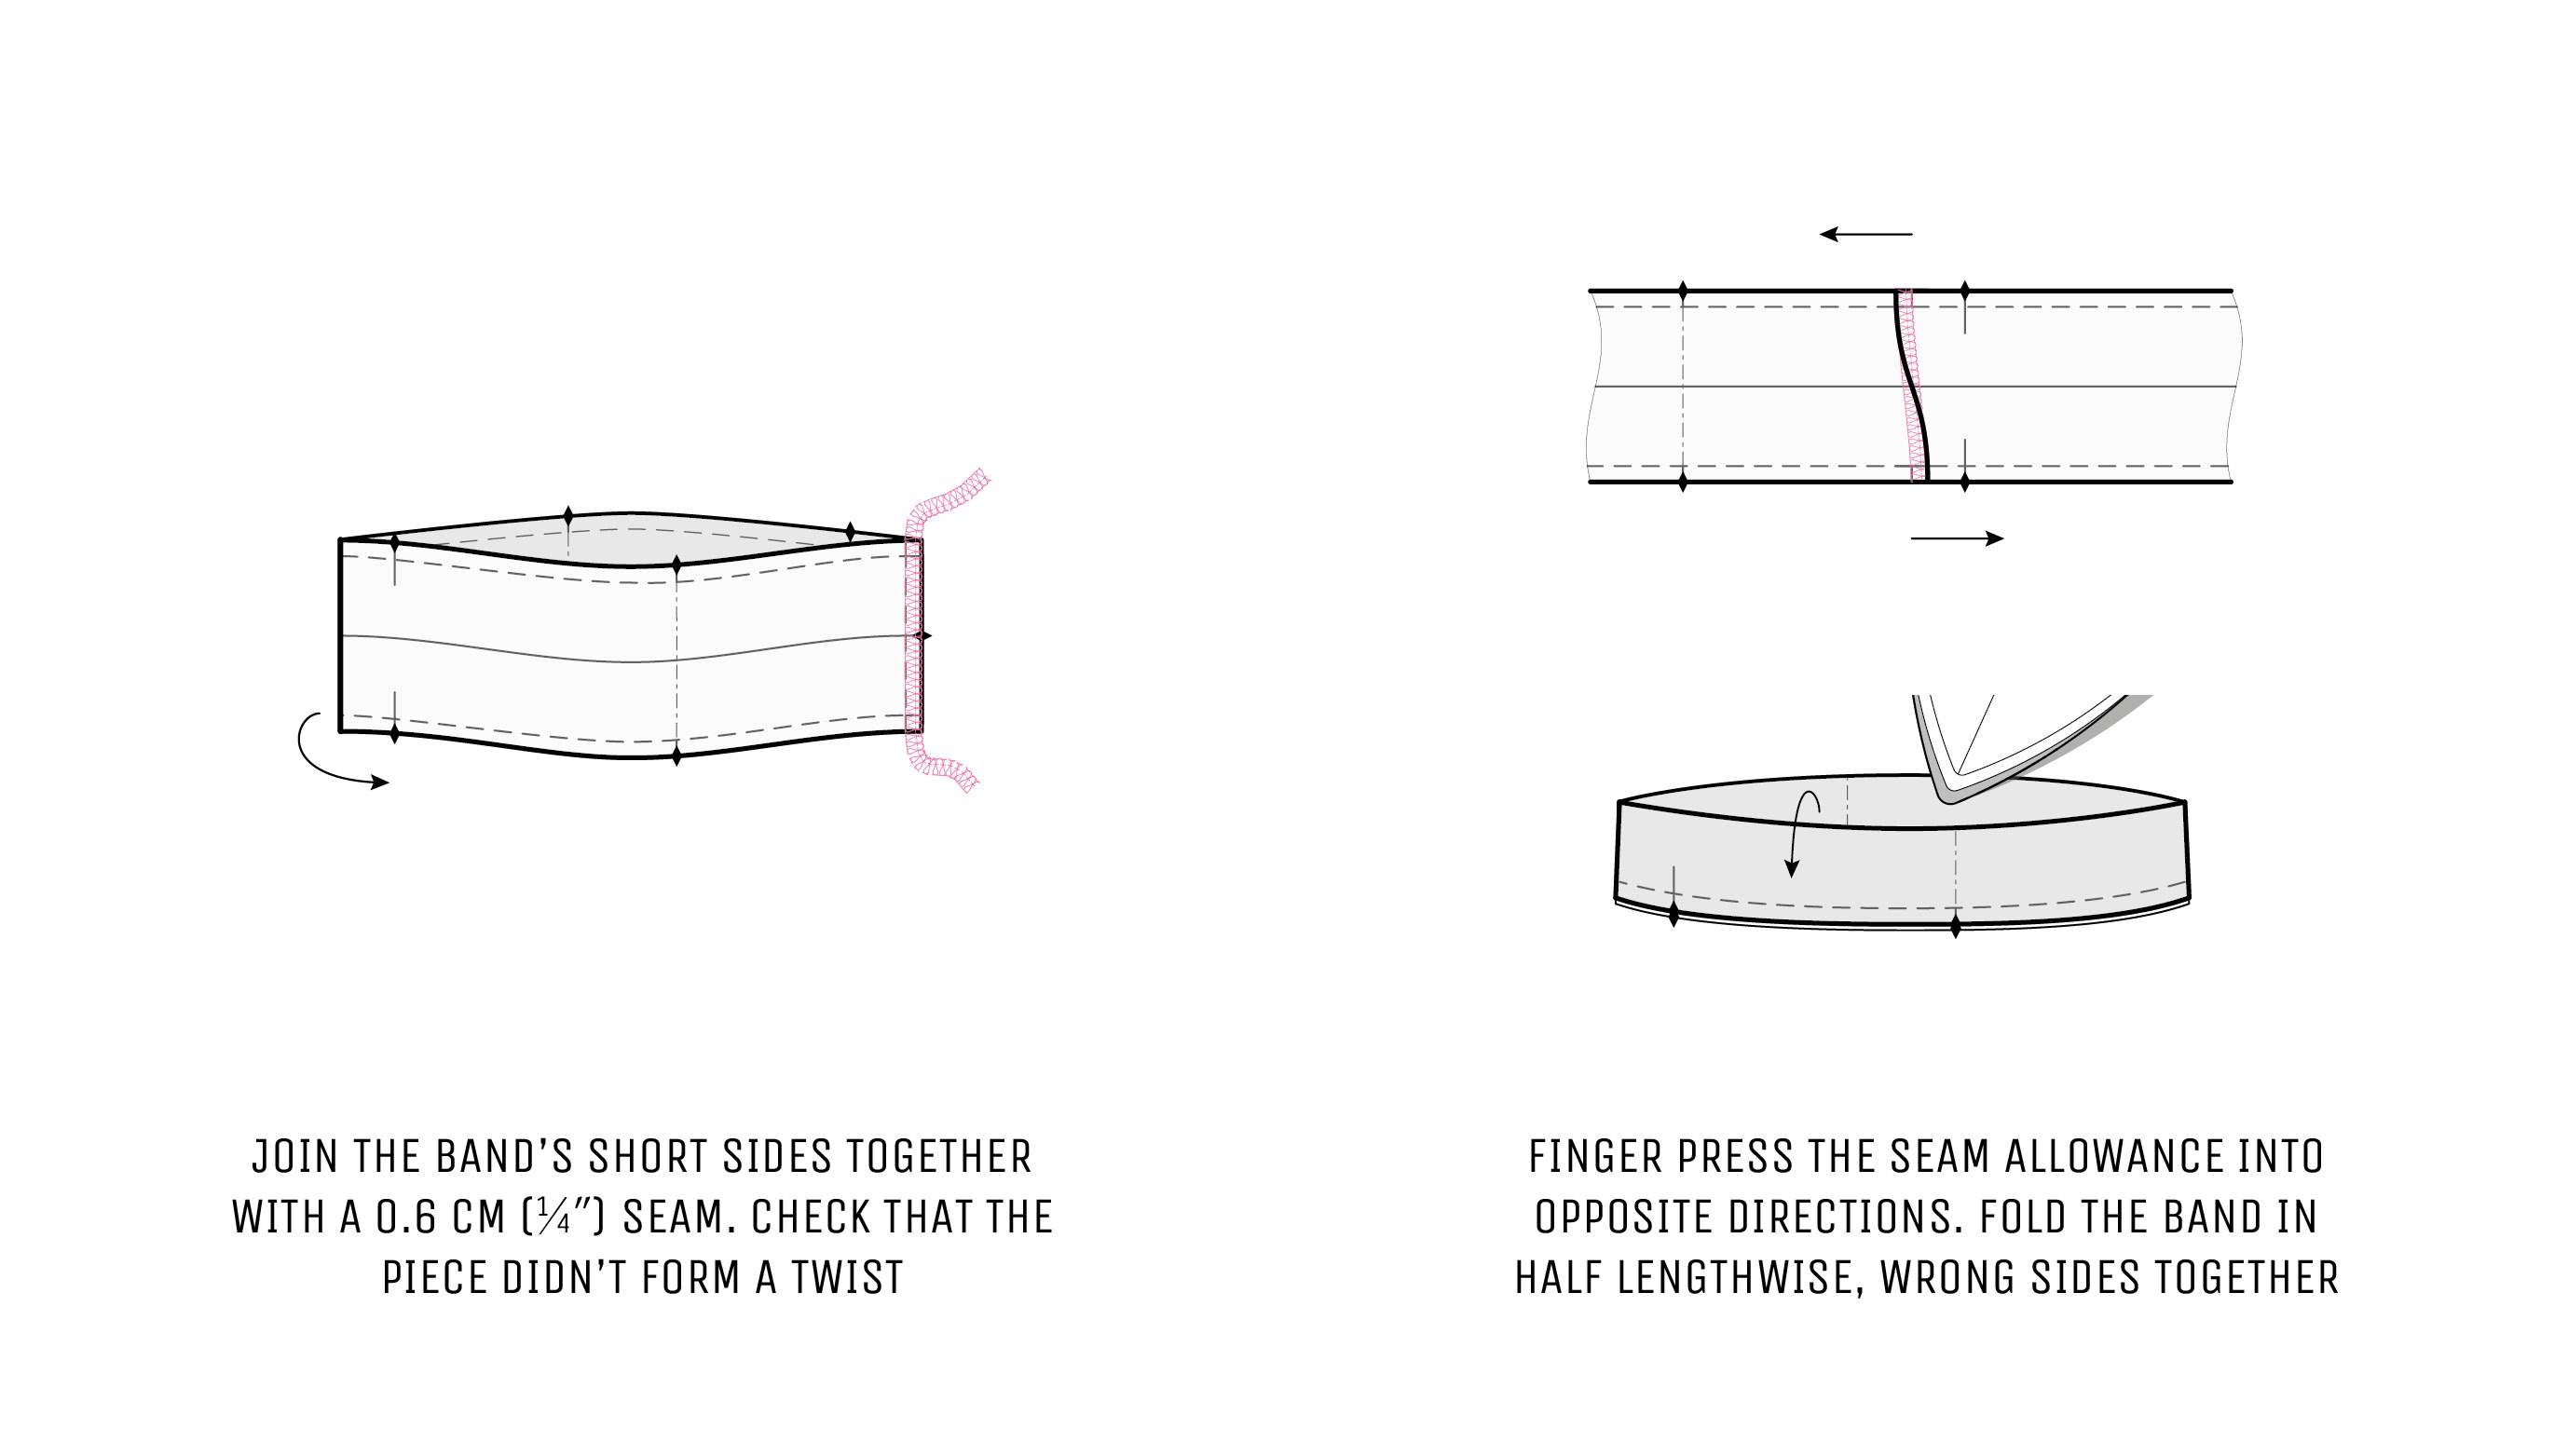 JOIN THE BAND’S SHORT SIDES TOGETHER
WITH A 0.6 CM (¼”) SEAM. CHECK THAT THE
PIECE DIDN’T FORM A TWIST
FINGER PRESS THE SEAM ALLOWANCE INTO
OPPOSITE DIRECTIONS. FOLD THE BAND IN
HALF LENGTHWISE, WRONG SIDES TOGETHER